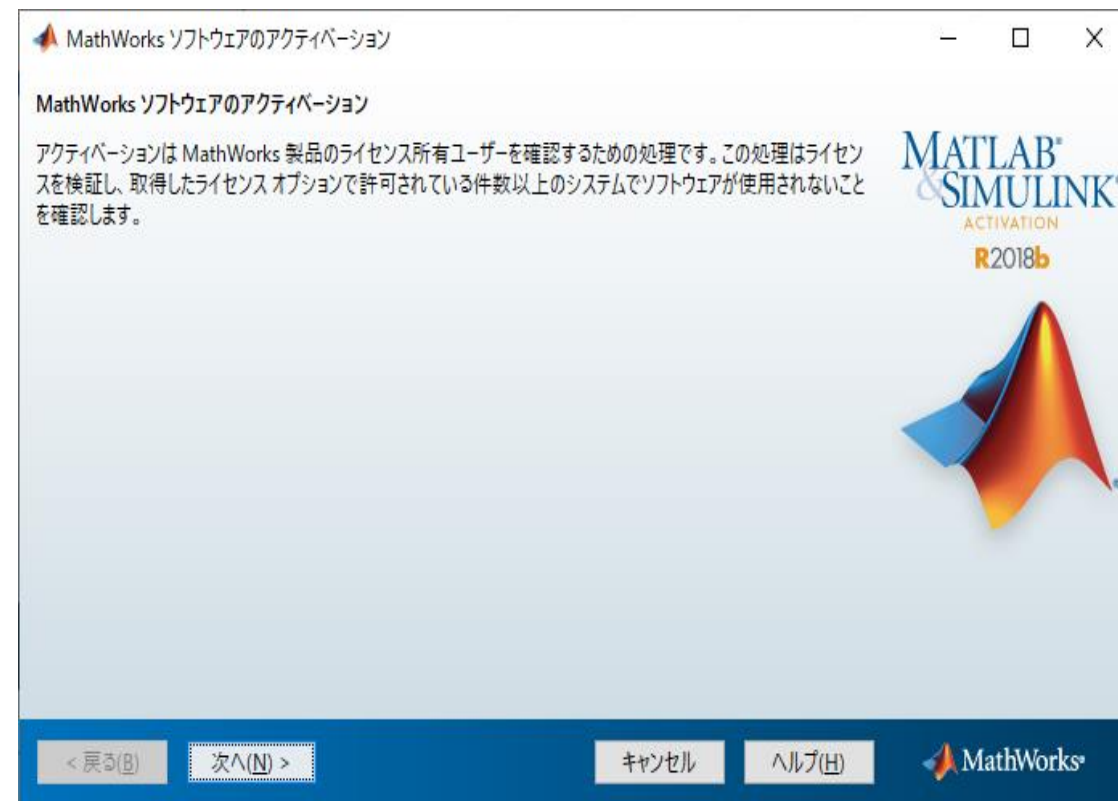 MathWorks ソフトウェアのアクティベーション
MathWorks ソフトウェアのアクティベーション
アクティベーションは MathWorks 製品のライセンス所有ユーザーを確認するための処理です。この処理はライセン
スを検証し、取得したライセンス オプションで許可されている件数以上のシステムでソフトウェアが使用されないこと
を確認します。
MATLAB®
&SIMULINK®
ACTIVATION
R2018b
< 戻る(B)
次へ(N) >
キャンセル
ヘルプ(H)
MathWorks®